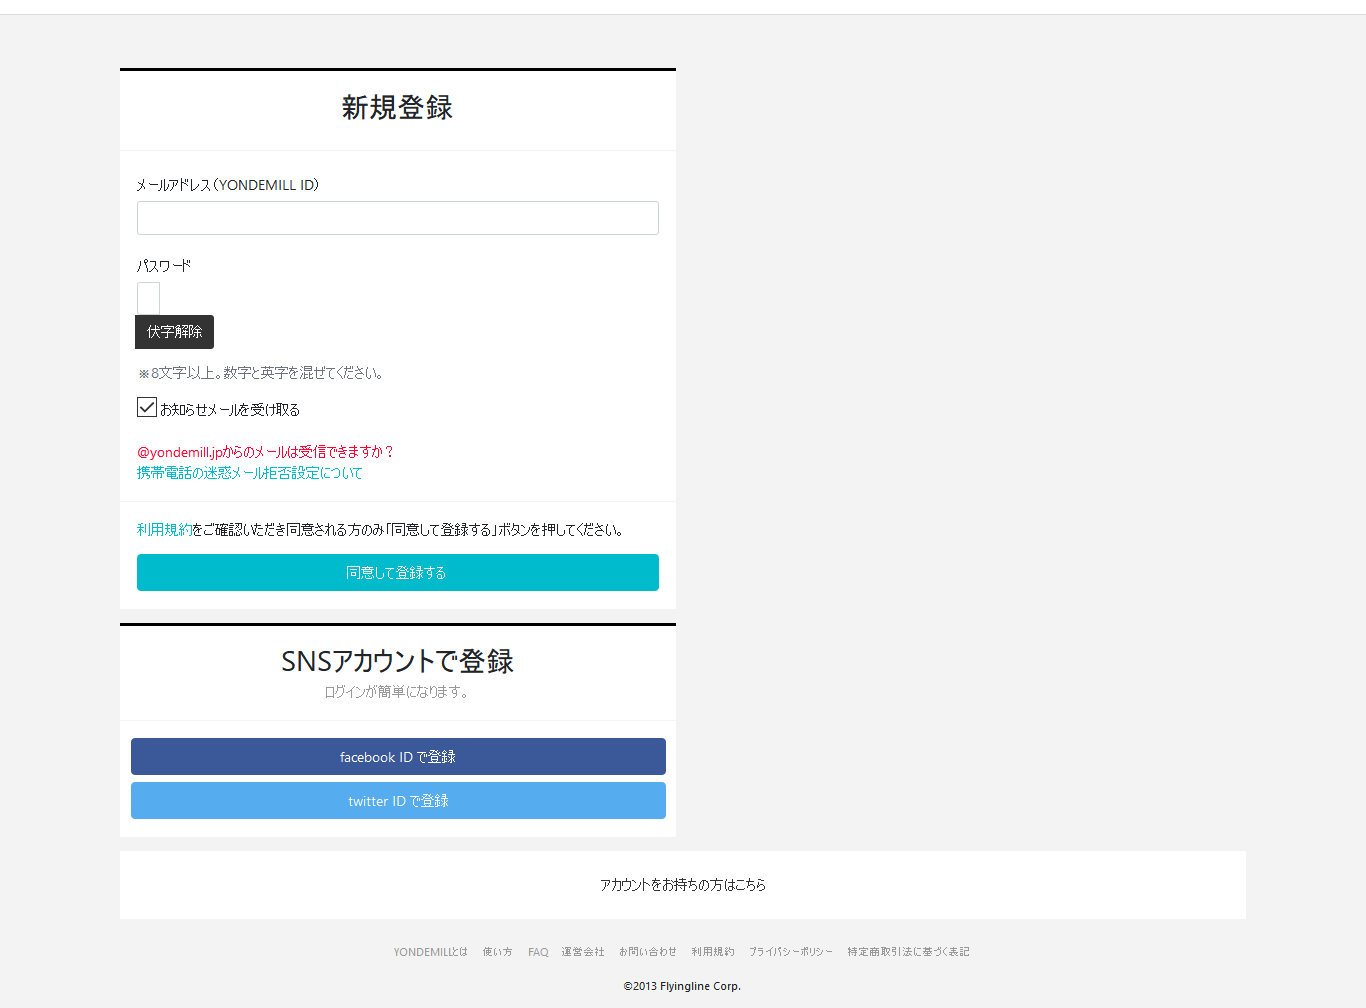 新規登録
メールアドレス（YONDEMILL ID）
パスワード
伏字解除
※8文字以上。数字と英字を混ぜてください。
お知らせメールを受け取る
@yondemill.jpからのメールは受信できますか？
携帯電話の迷惑メール拒否設定について
利用規約をご確認いただき同意される方のみ「同意して登録する」ボタンを押してください。
同意して登録する
SNSアカウントで登録
ログインが簡単になります。
facebook ID で登録
twitter ID で登録
アカウントをお持ちの方はこちら
YONDEMILLとは 使い方 FAQ 運営会社 お問い合わせ 利用規約 プライバシーポリシー 特定商取引法に基づく表記
©2013 Flyingline Corp.